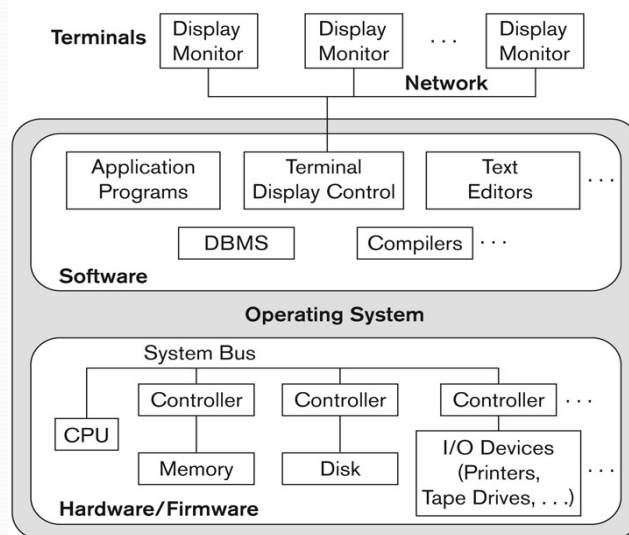 Terminals
Display
Monitor
Display
Monitor
. . .
Display
Monitor
Network
Application
Programs
Terminal
Display Control
Text
Editors
. . .
DBMS
Compilers
. . .
Software
Operating System
System Bus
Controller
Controller
Controller
. . .
CPU
Memory
Disk
I/O Devices
(Printers,
Tape Drives, . . .)
. . .
Hardware/Firmware